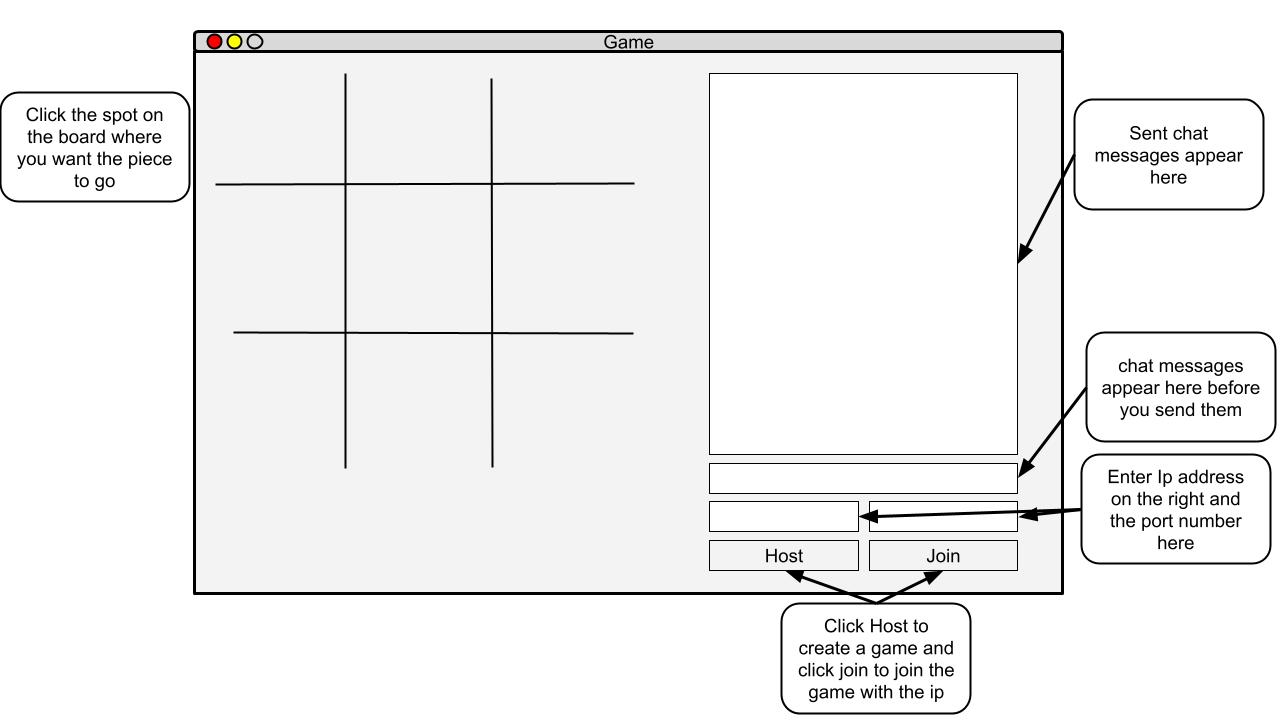 Game
Click the spot on
the board where
you want the piece
to go
Sent chat
messages appear
here
chat messages
appear here before
you send them
Enter Ip address
on the right and
the port number
here
Host
Join
Click Host to
create a game and
click join to join the
game with the ip